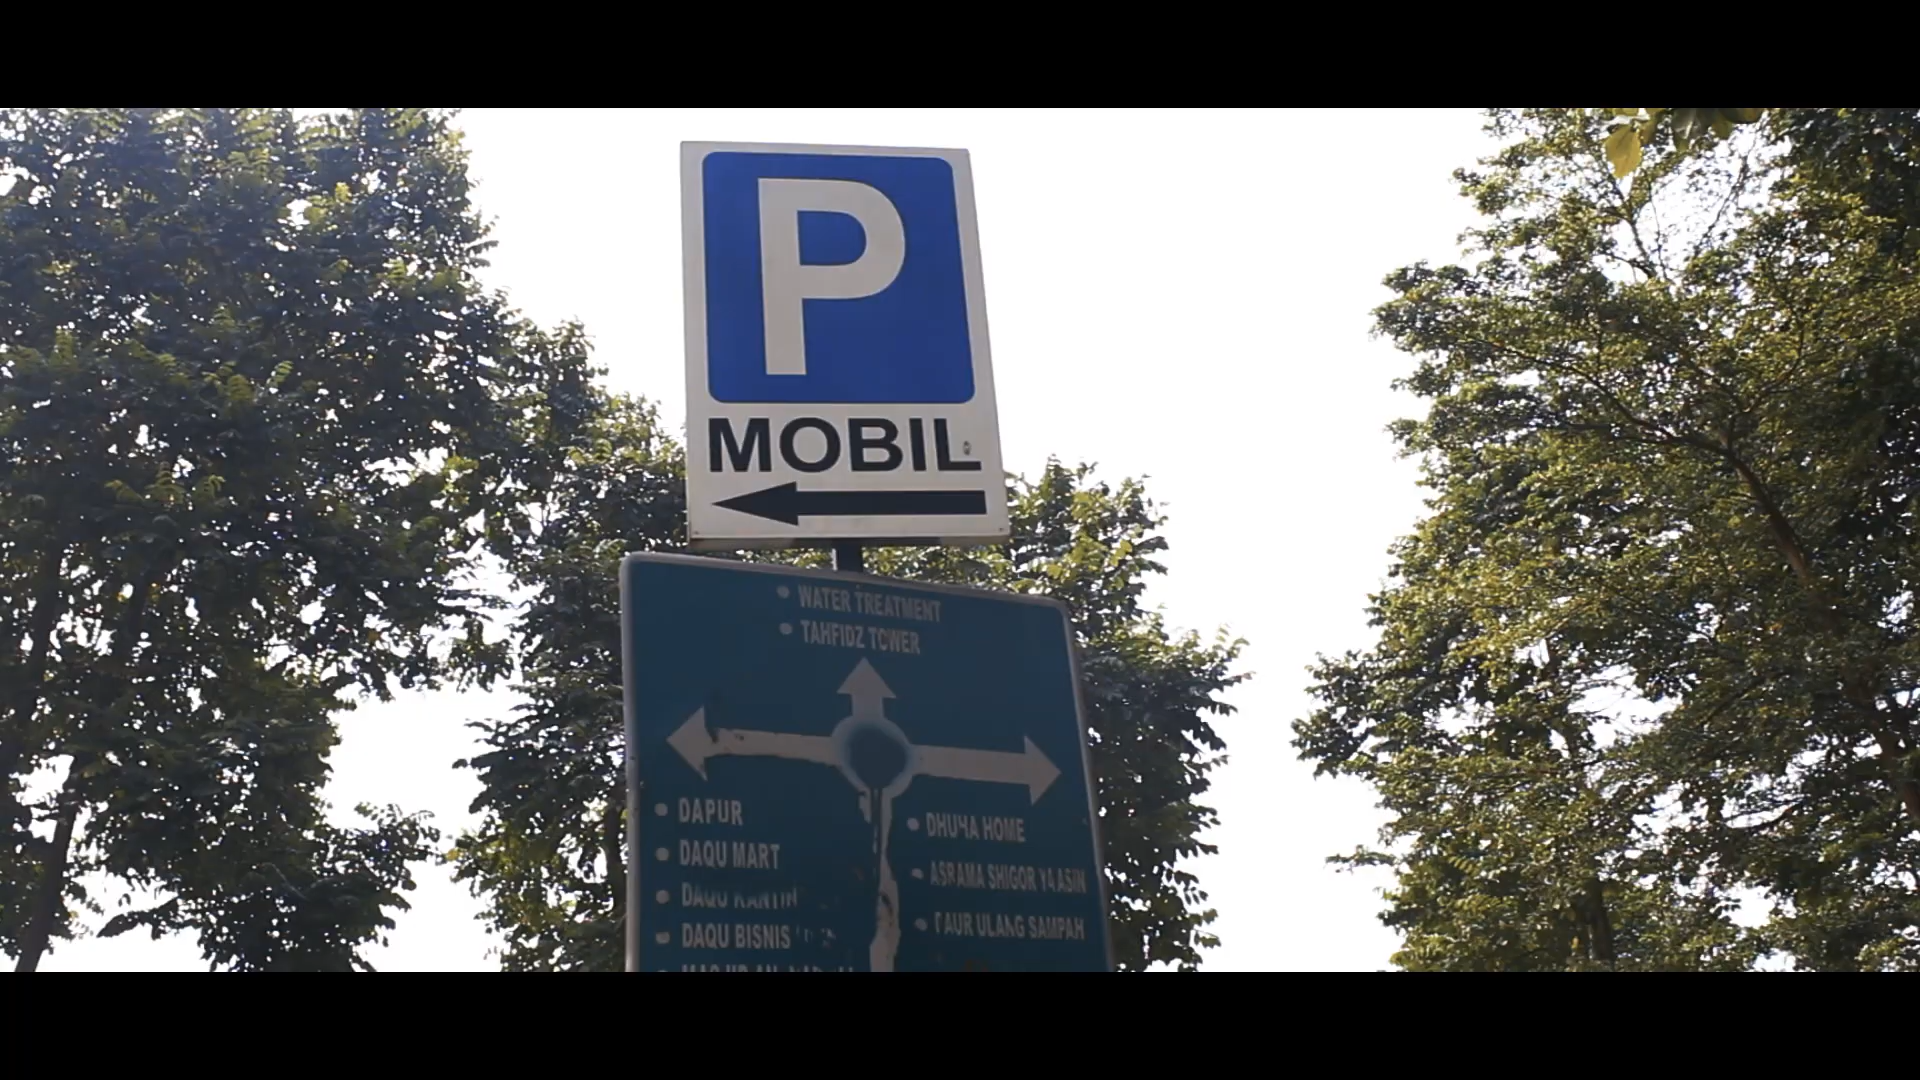 P
MOBIL
WATER TREATMENT
TAHFIDZ TOWER
DAPUR
DAQU MART
DAQU KANTIN
DAQU BISNIS
DHUHA HOME
ASRAMA SHIGOR YAASIN
DAUR ULANG SAMPAH